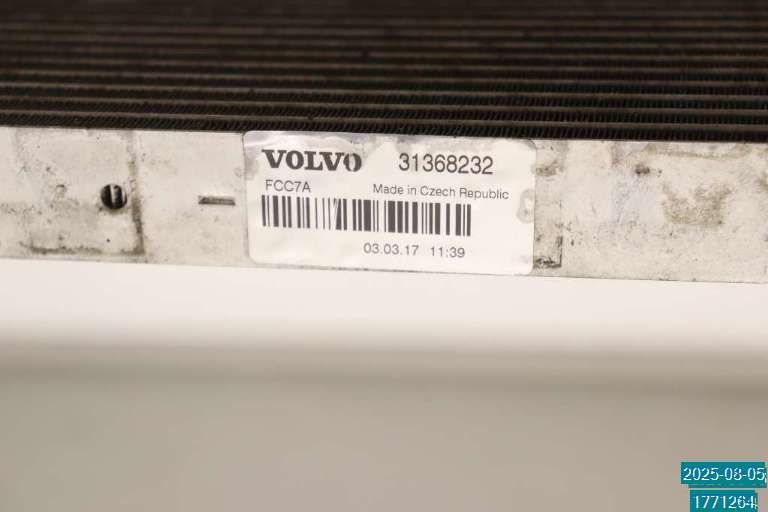 VOLVO 31368232
FCC7A Made in Czech Republic
03.03.17 11:39
2025-08-05
1771264